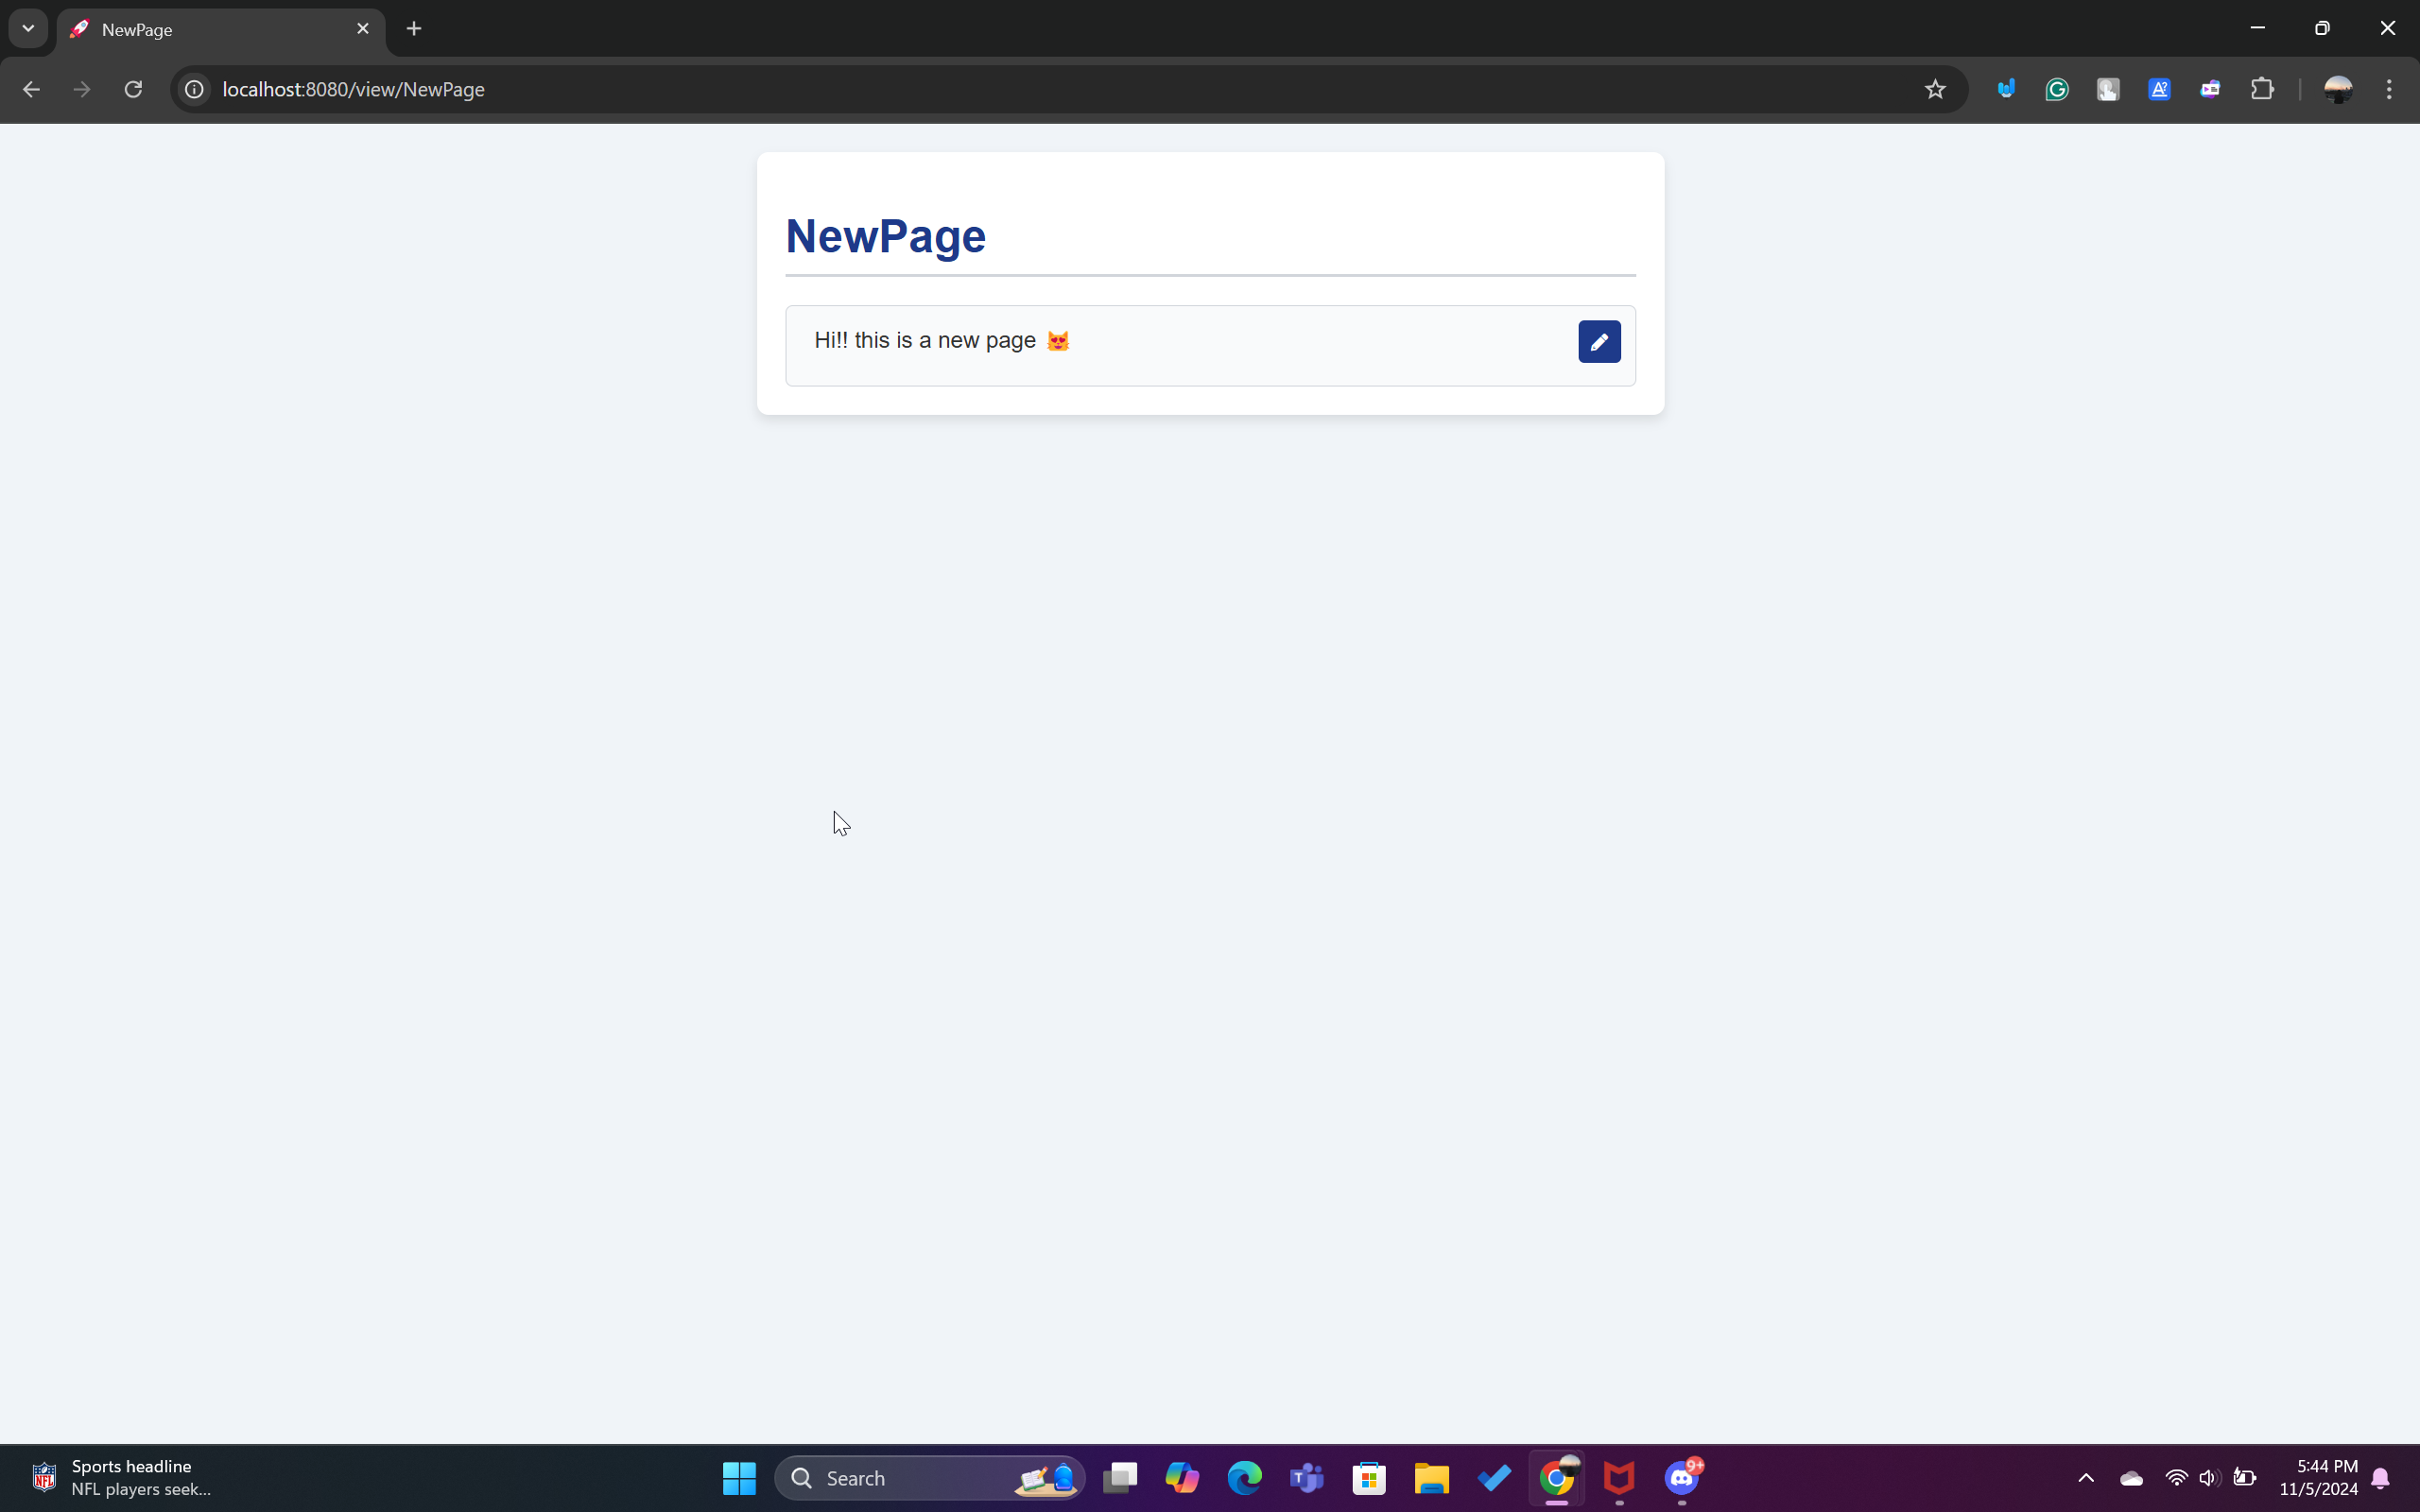 NewPage
localhost:8080/view/NewPage
NewPage
Hi!! this is a new page 😻
Sports headline
NFL players seek...
Search
9+
5:44 PM
11/5/2024